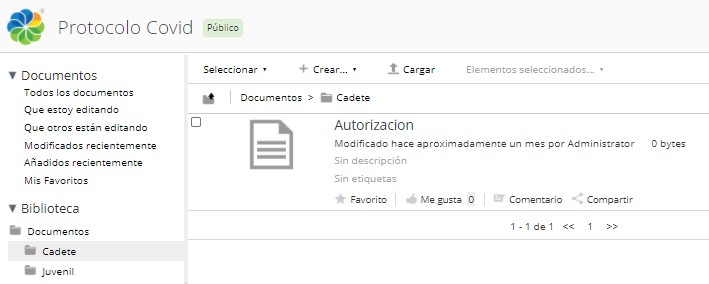 Protocolo Covid Público
Documentos
Todos los documentos
Que estoy editando
Que otros están editando
Modificados recientemente
Añadidos recientemente
Mis Favoritos
Biblioteca
Documentos
Cadete
Juvenil
Seleccionar Crear... Cargar Elementos seleccionados...
Documentos > Cadete
Autorizacion
Modificado hace aproximadamente un mes por Administrator 0 bytes
Sin descripción
Sin etiquetas
Favorito Me gusta 0 Comentario Compartir
1 - 1 de 1 << 1 >>